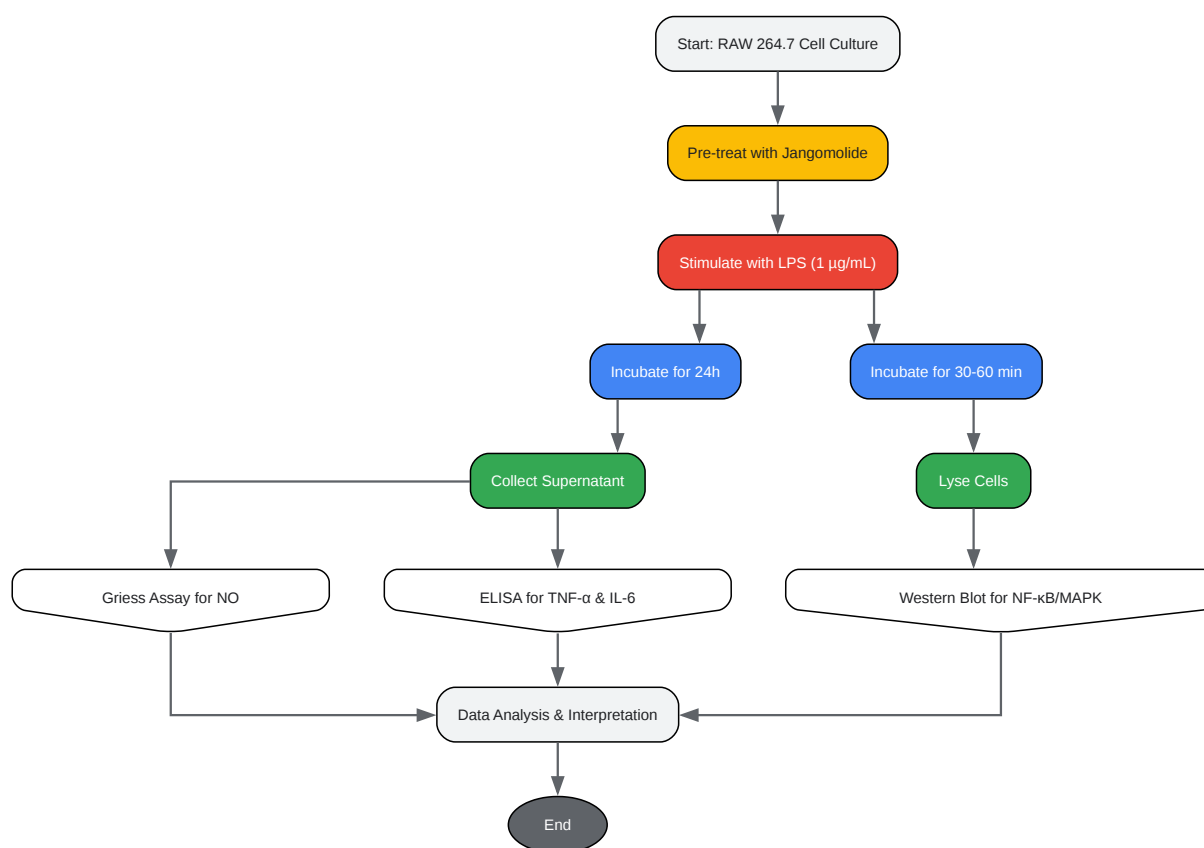 Start: RAW 264.7 Cell Culture
Pre-treat with Jangomolide
Stimulate with LPS (1 µg/mL)
Incubate for 24h
Incubate for 30-60 min
Collect Supernatant
Lyse Cells
Griess Assay for NO
ELISA for TNF-α & IL-6
Western Blot for NF-κB/MAPK
Data Analysis & Interpretation
End